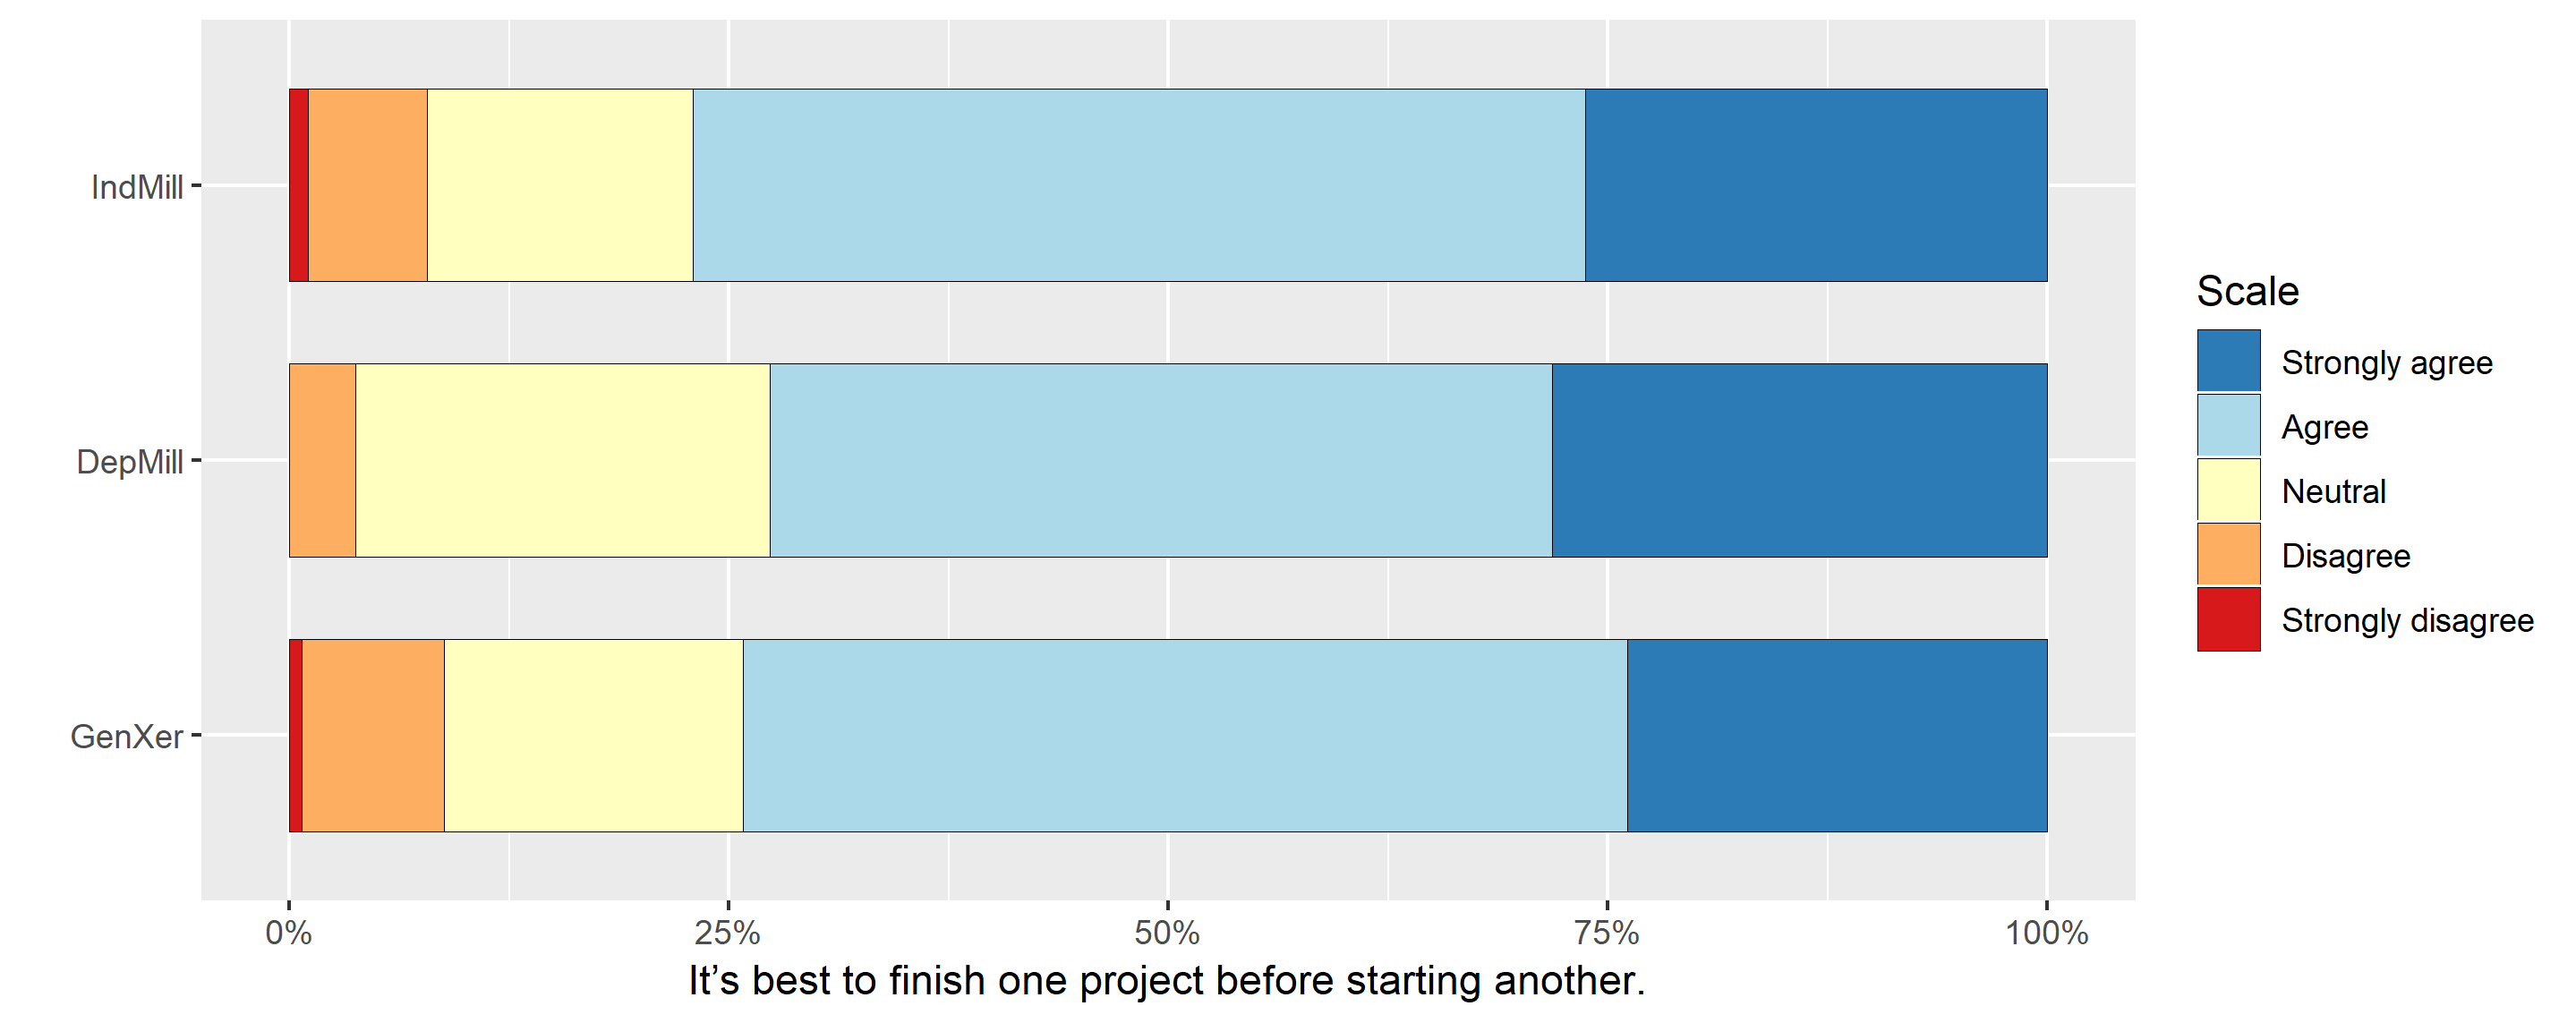 IndMill
DepMill
GenXer
0% 25% 50% 75% 100%
It’s best to finish one project before starting another.
Scale
Strongly agree
Agree
Neutral
Disagree
Strongly disagree